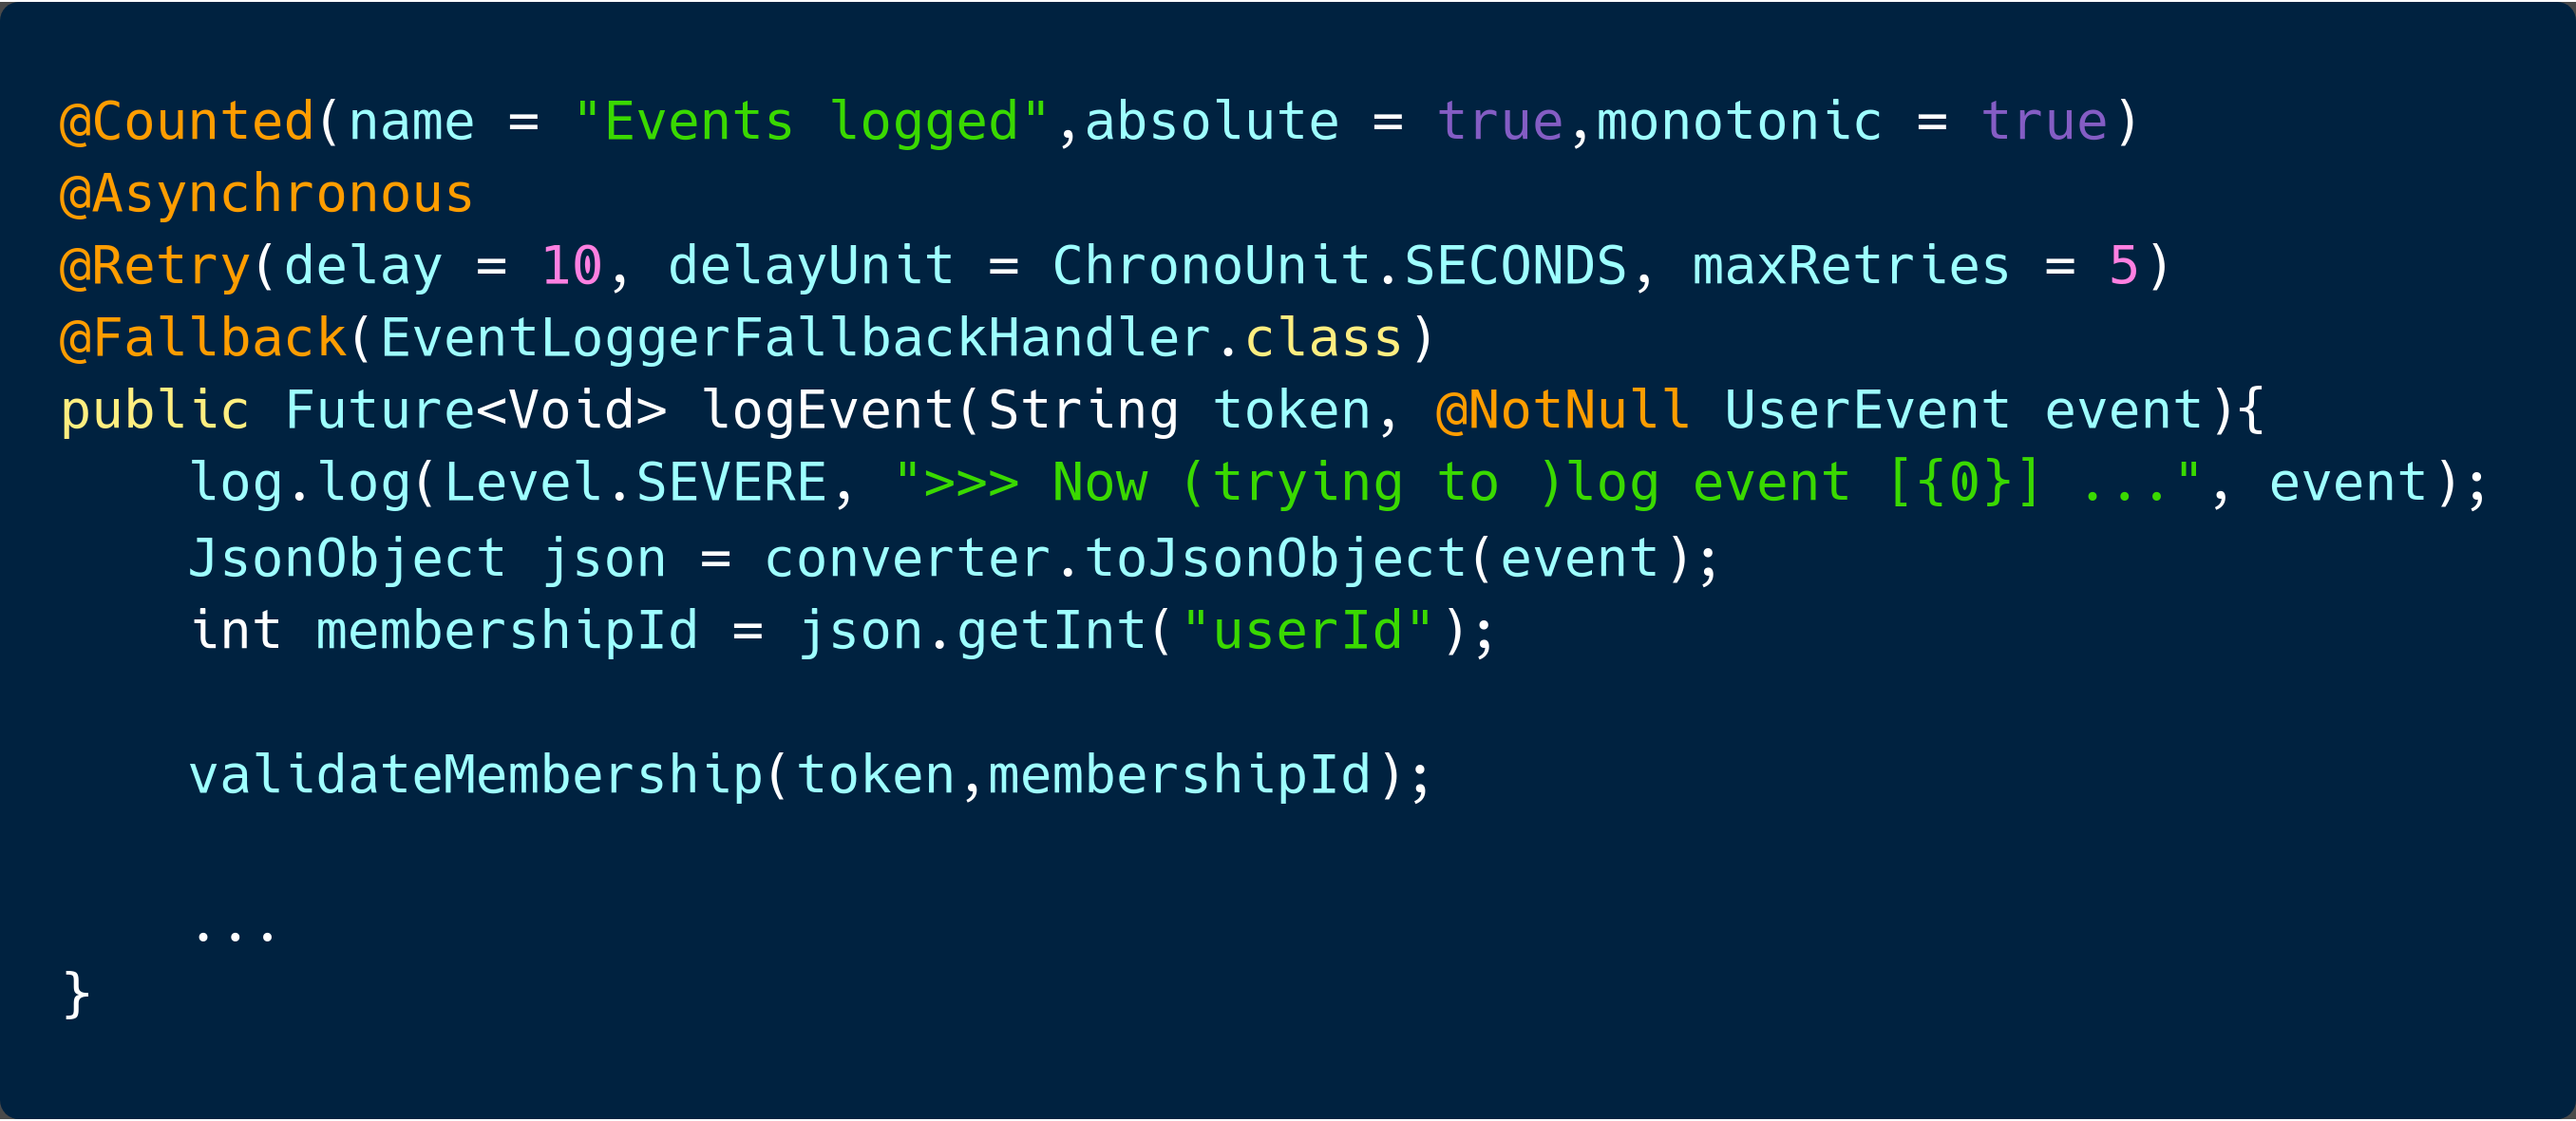 @Counted(name = "Events logged",absolute = true,monotonic = true)
@Asynchronous
@Retry(delay = 10, delayUnit = ChronoUnit.SECONDS, maxRetries = 5)
@Fallback(EventLoggerFallbackHandler.class)
public Future<Void> logEvent(String token, @NotNull UserEvent event){
    log.log(Level.SEVERE, ">>> Now (trying to )log event [{0}] ...", event);
    JsonObject json = converter.toJsonObject(event);
    int membershipId = json.getInt("userId");
    validateMembership(token,membershipId);
    ...
}